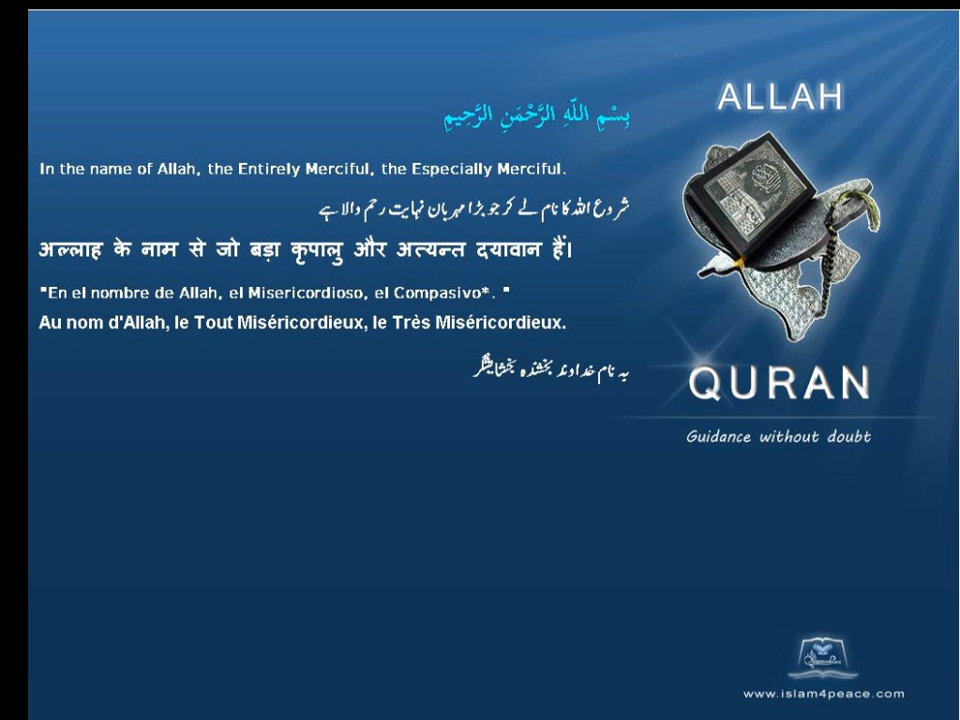 بِسْمِ اللّهِ الرَّحْمَنِ الرَّحِيمِ
In the name of Allah, the Entirely Merciful, the Especially Merciful.
شروع الله کا نام لے کر جو بڑا مہربان نہایت رحم والا ہے
अल्लाह के नाम से जो बड़ा कृपालु और अत्यन्त दयावान हैं।
"En el nombre de Allah, el Misericordioso, el Compasivo*. "
Au nom d'Allah, le Tout Miséricordieux, le Très Miséricordieux.
به نام خداوند بخشنده بخشایشگر
ALLAH
QURAN
Guidance without doubt
www.islam4peace.com